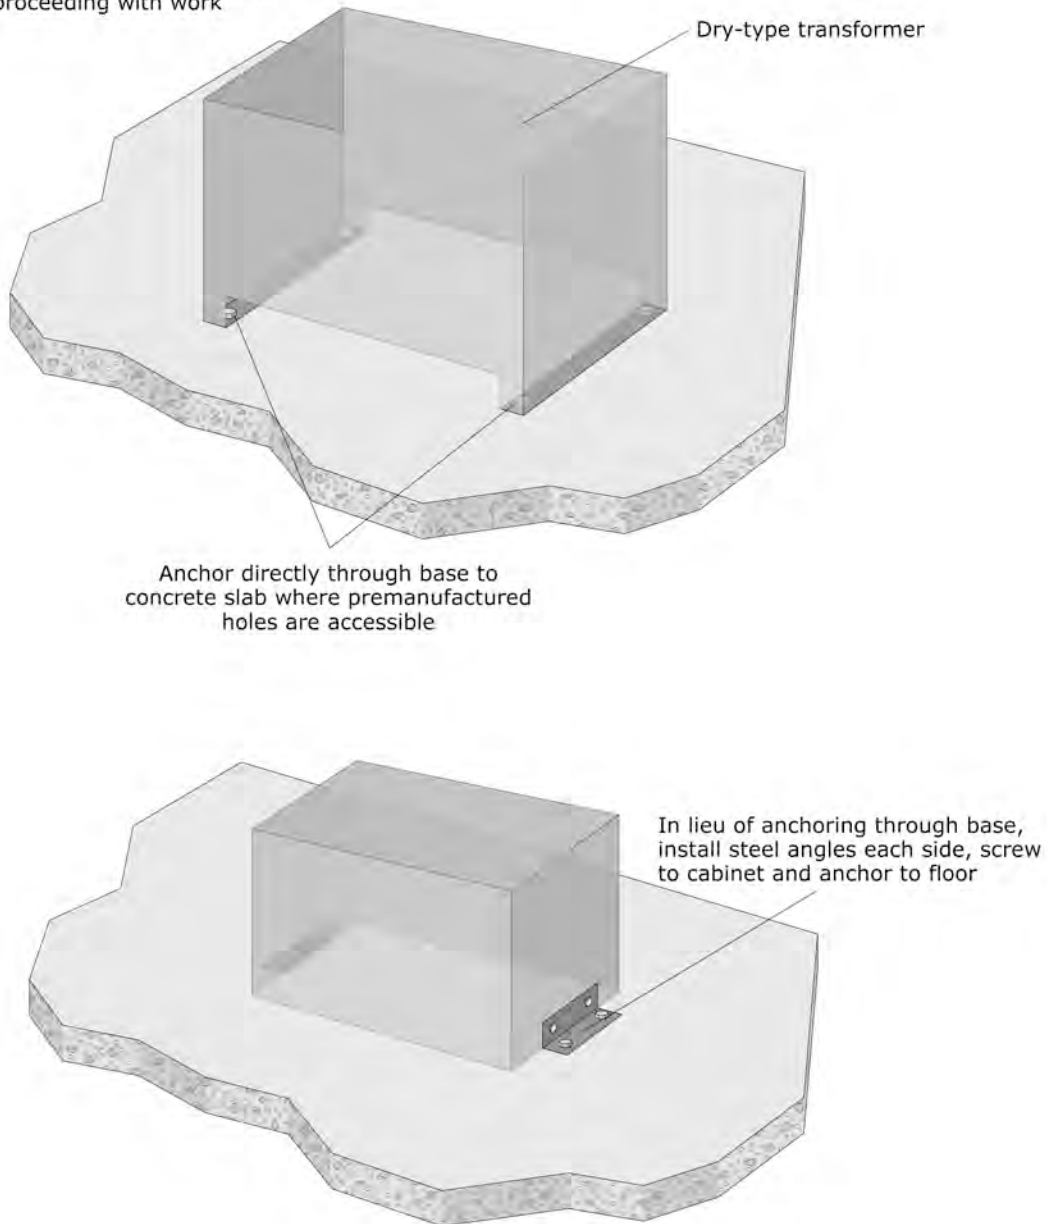 proceeding with work
Dry-type transformer
Anchor directly through base to
concrete slab where premanufactured
holes are accessible
In lieu of anchoring through base,
install steel angles each side, screw
to cabinet and anchor to floor